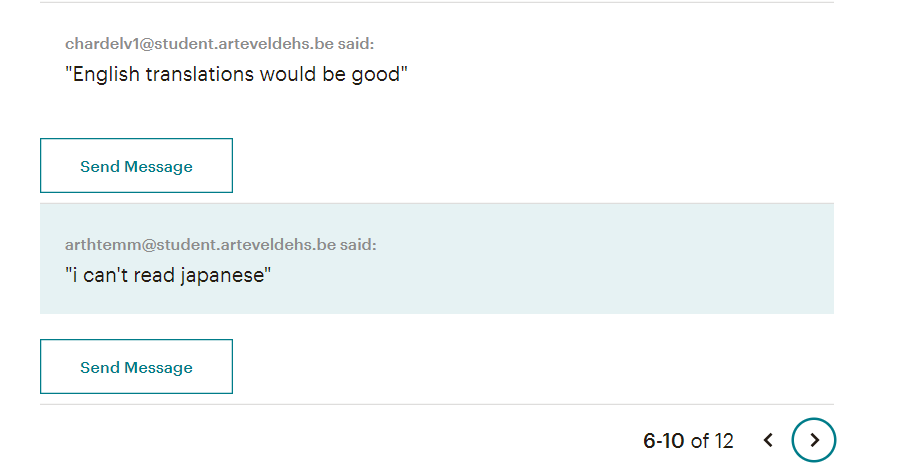 chardelv1@student.arteveldehs.be said:
"English translations would be good"
Send Message
arthtemm@student.arteveldehs.be said:
"i can't read japanese"
Send Message
6-10 of 12